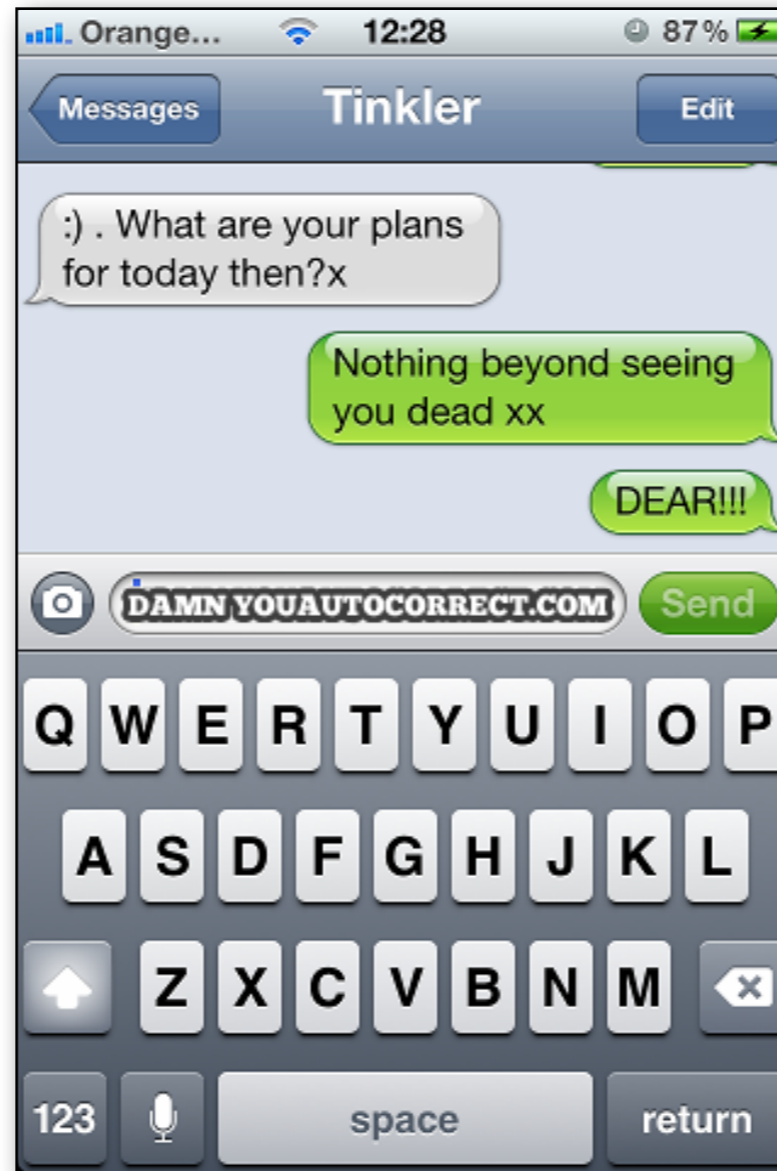 Orange... 12:28 87%
Messages Tinkler Edit
:) . What are your plans
for today then?x
Nothing beyond seeing
you dead xx
DEAR!!!
DAMN YOUAUTOCORRECT.COM Send
Q W E R T Y U I O P
A S D F G H J K L
Z X C V B N M
123 space return